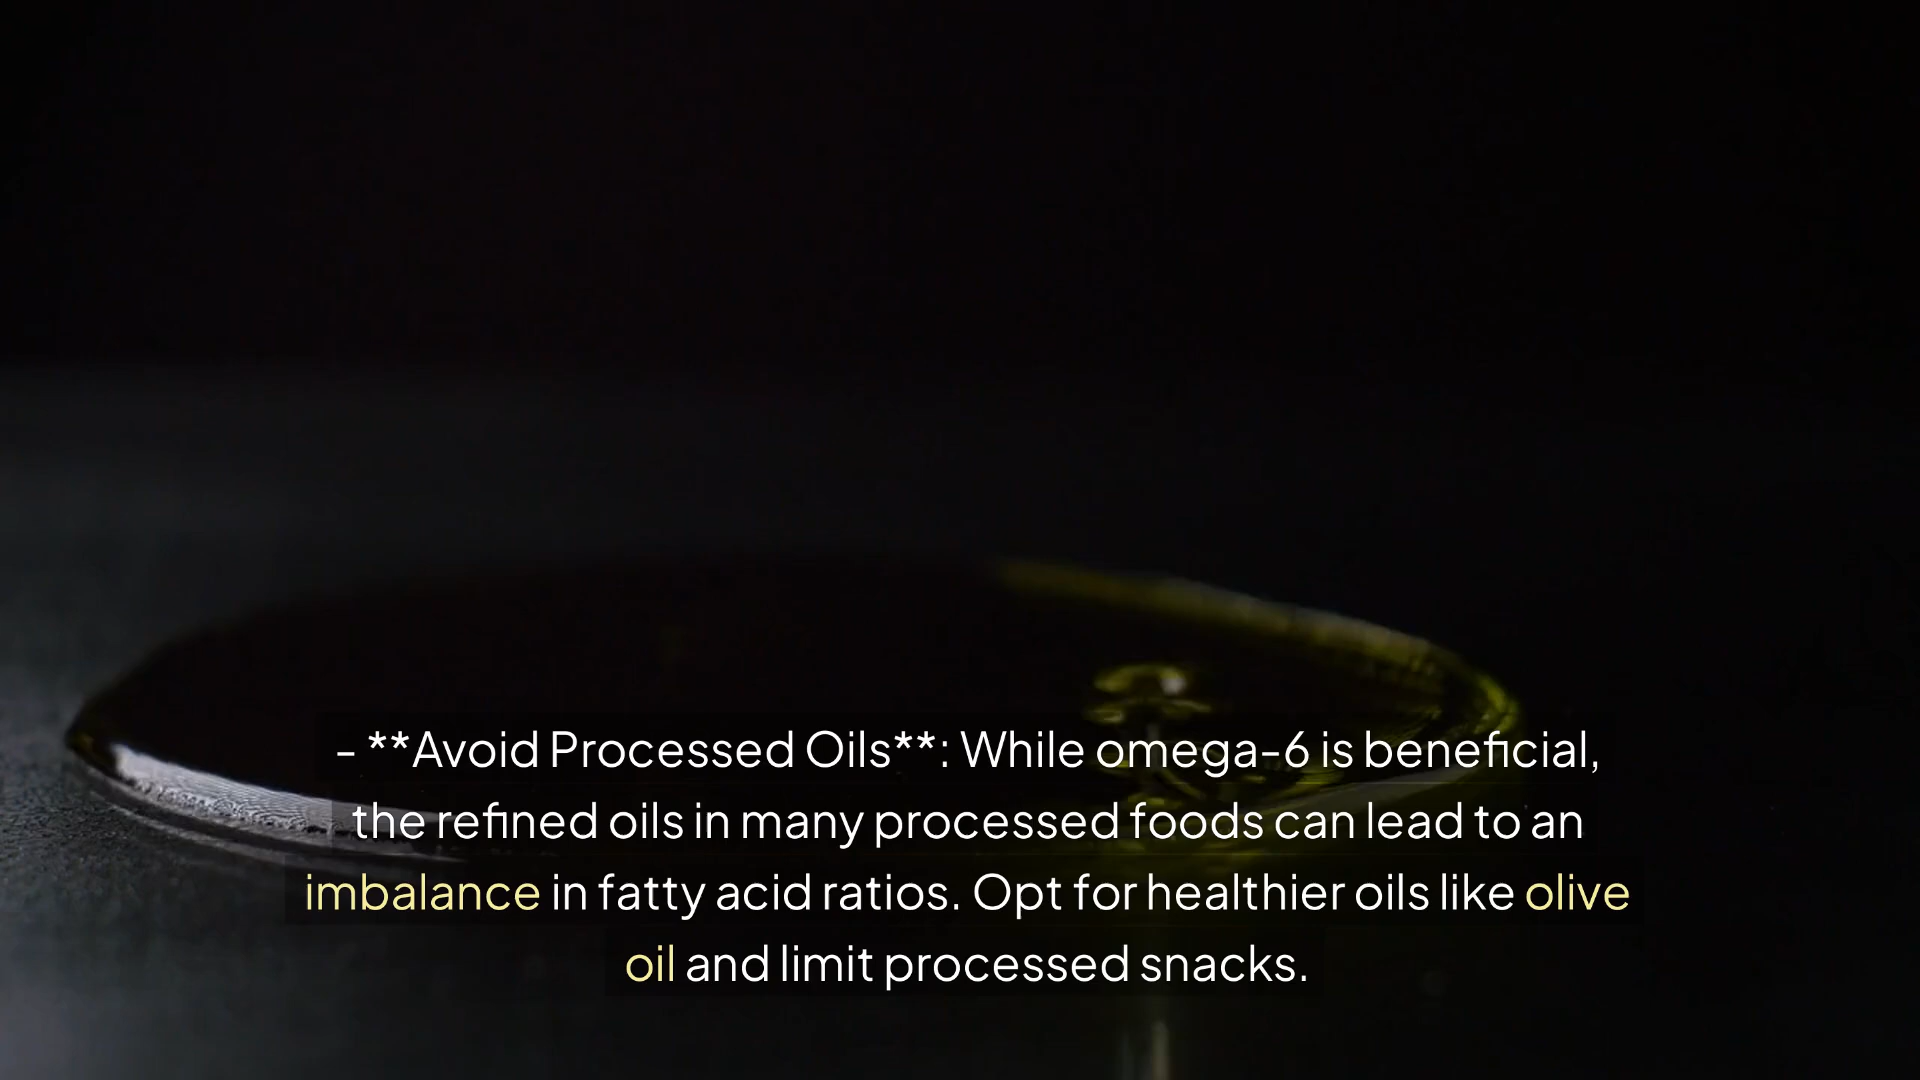 - **Avoid Processed Oils**: While omega-6 is beneficial,
the refined oils in many processed foods can lead to an
imbalance in fatty acid ratios. Opt for healthier oils like olive
oil and limit processed snacks.